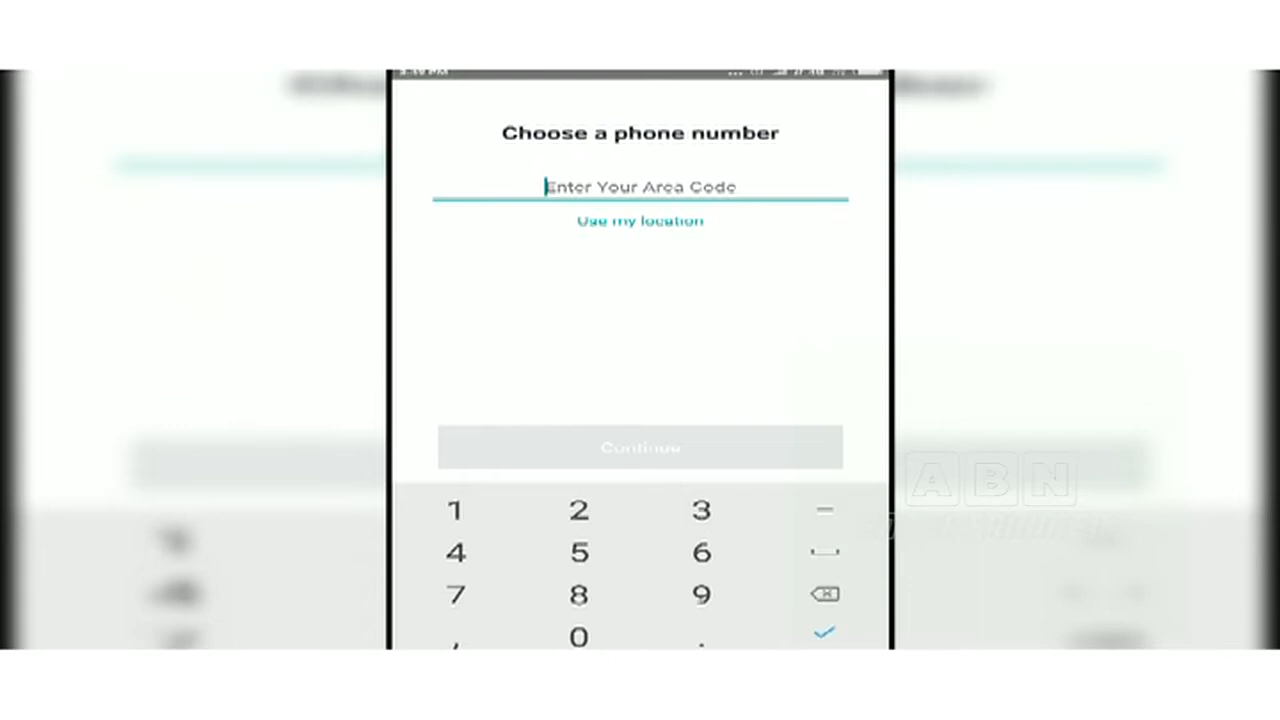 Choose a phone number
Enter Your Area Code
Use my location
Continue
1 2 3 –
4 5 6
7 8 9
, 0 .
ABN